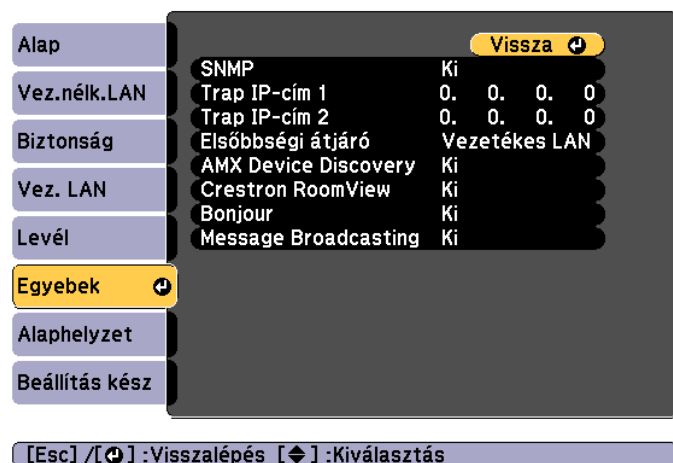 Alap
Vez.nélk.LAN
Biztonság
Vez. LAN
Levél
Egyebek
Alaphelyzet
Beállítás kész
Vissza
SNMP Ki
Trap IP-cím 1 0. 0. 0. 0
Trap IP-cím 2 0. 0. 0. 0
Elsőbbségi átjáró Vezetékes LAN
AMX Device Discovery Ki
Crestron RoomView Ki
Bonjour Ki
Message Broadcasting Ki
[Esc] /[⏎] :Visszalépés [◆] :Kiválasztás